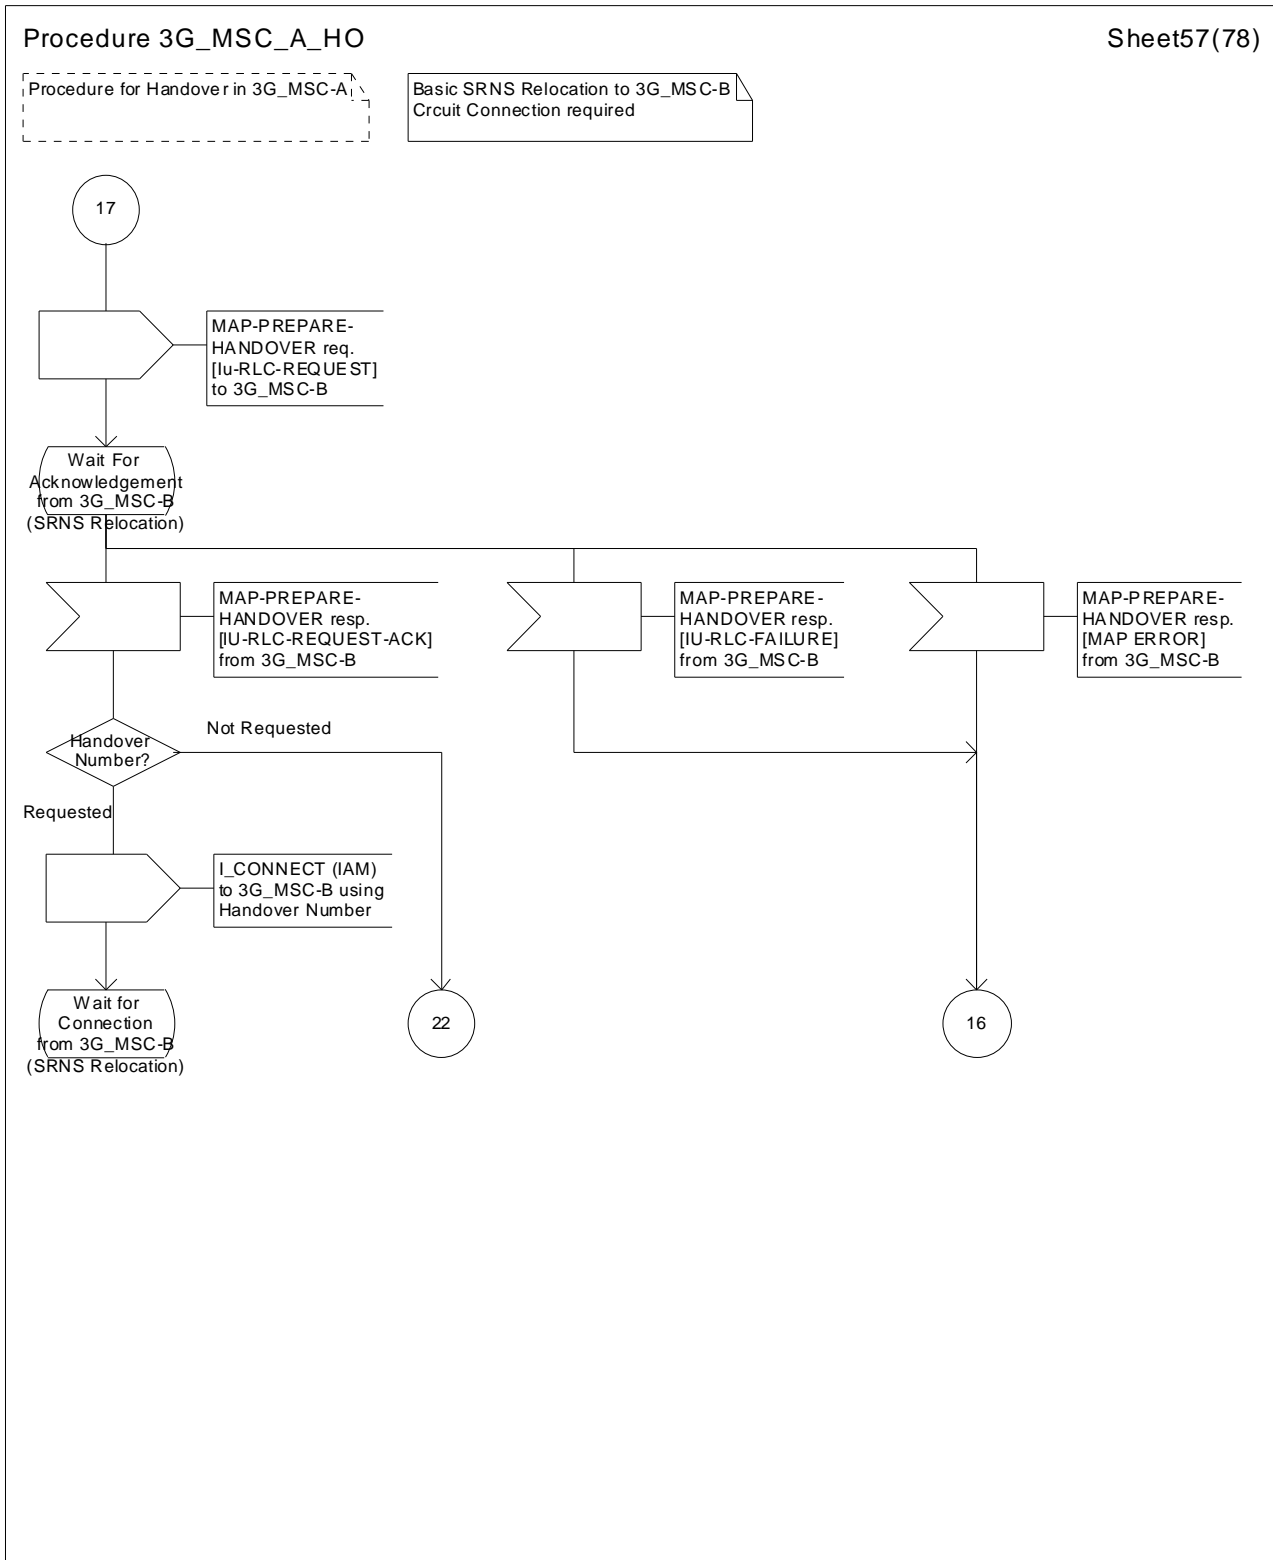 Procedure 3G_MSC_A_HO
Sheet57(78)
Procedure for Handover in 3G_MSC-A
Basic SRNS Relocation to 3G_MSC-B
Crcuit Connection required
17
MAP-PREPARE-
HANDOVER req.
[Iu-RLC-REQUEST]
to 3G_MSC-B
Wait For
Acknowledgement
from 3G_MSC-B
(SRNS Relocation)
MAP-PREPARE-
HANDOVER resp.
[IU-RLC-REQUEST-ACK]
from 3G_MSC-B
MAP-PREPARE-
HANDOVER resp.
[IU-RLC-FAILURE]
from 3G_MSC-B
MAP-PREPARE-
HANDOVER resp.
[MAP ERROR]
from 3G_MSC-B
Not Requested
Handover
Number?
Requested
I_CONNECT (IAM)
to 3G_MSC-B using
Handover Number
Wait for
Connection
from 3G_MSC-B
(SRNS Relocation)
22
16